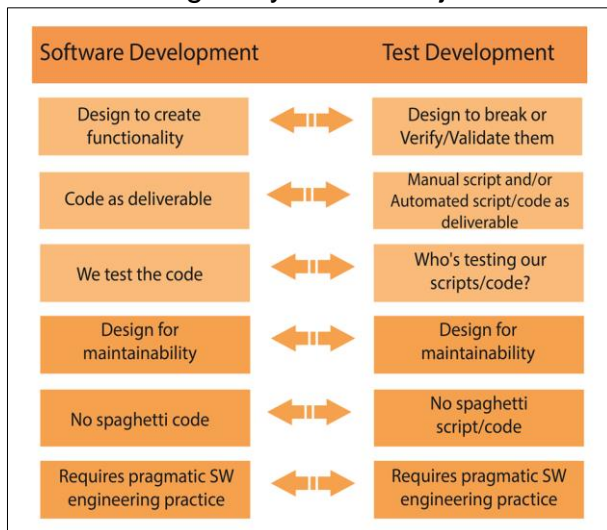 Software Development
Test Development
Design to create
functionality
Design to break or
Verify/Validate them
Code as deliverable
Manual script and/or
Automated script/code as
deliverable
We test the code
Who's testing our
scripts/code?
Design for
maintainability
Design for
maintainability
No spaghetti code
No spaghetti
script/code
Requires pragmatic SW
engineering practice
Requires pragmatic SW
engineering practice